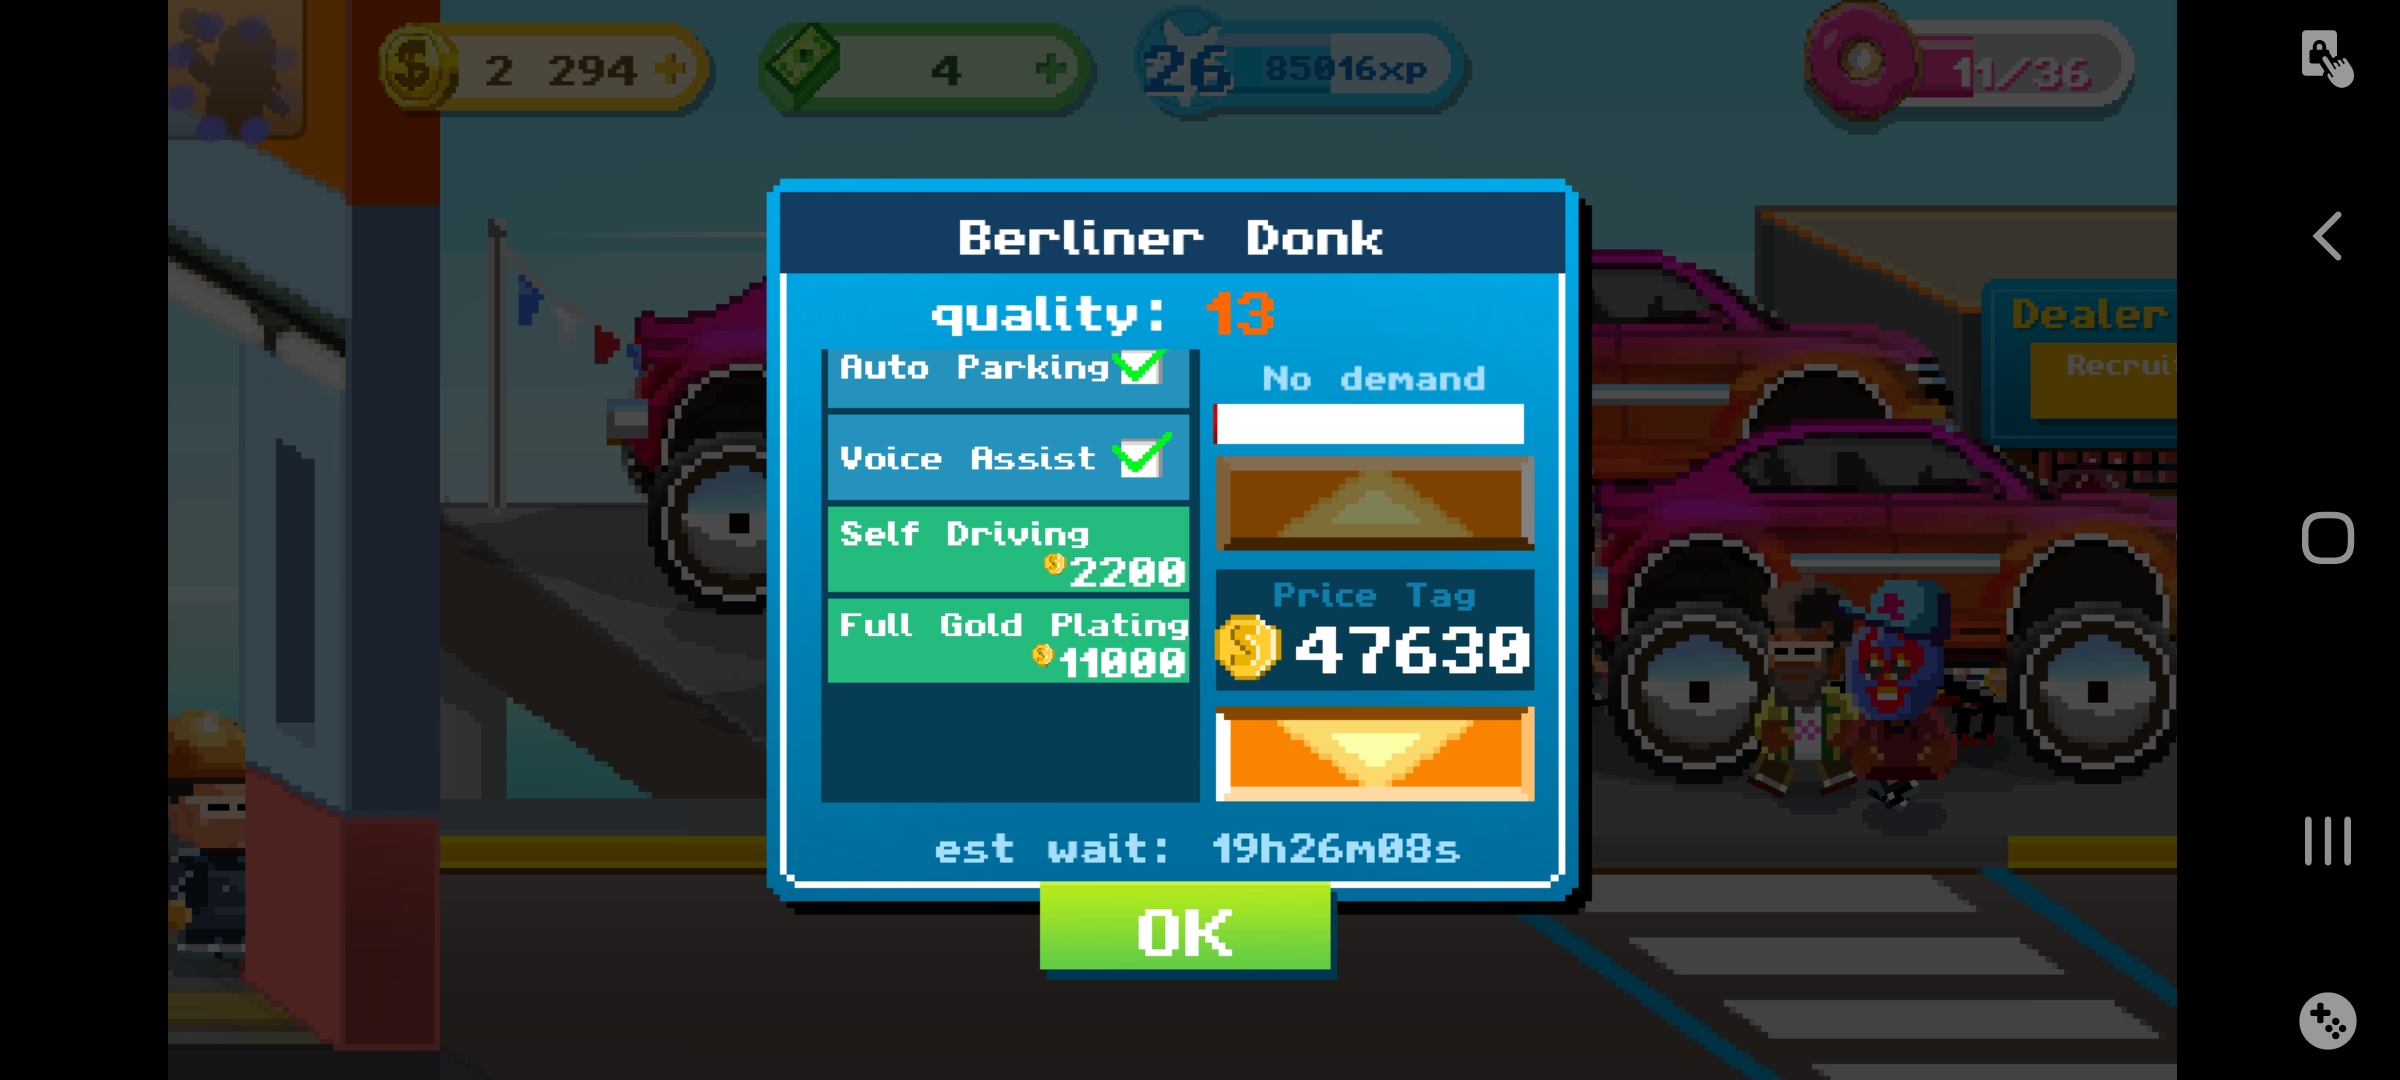 2 294 +
4 +
26
85016xp
11/36
Berliner Donk
quality: 13
Auto Parking
Voice Assist
Self Driving
2200
Full Gold Plating
11000
No demand
Price Tag
47630
est wait: 19h26m08s
OK
Dealer
Recruit